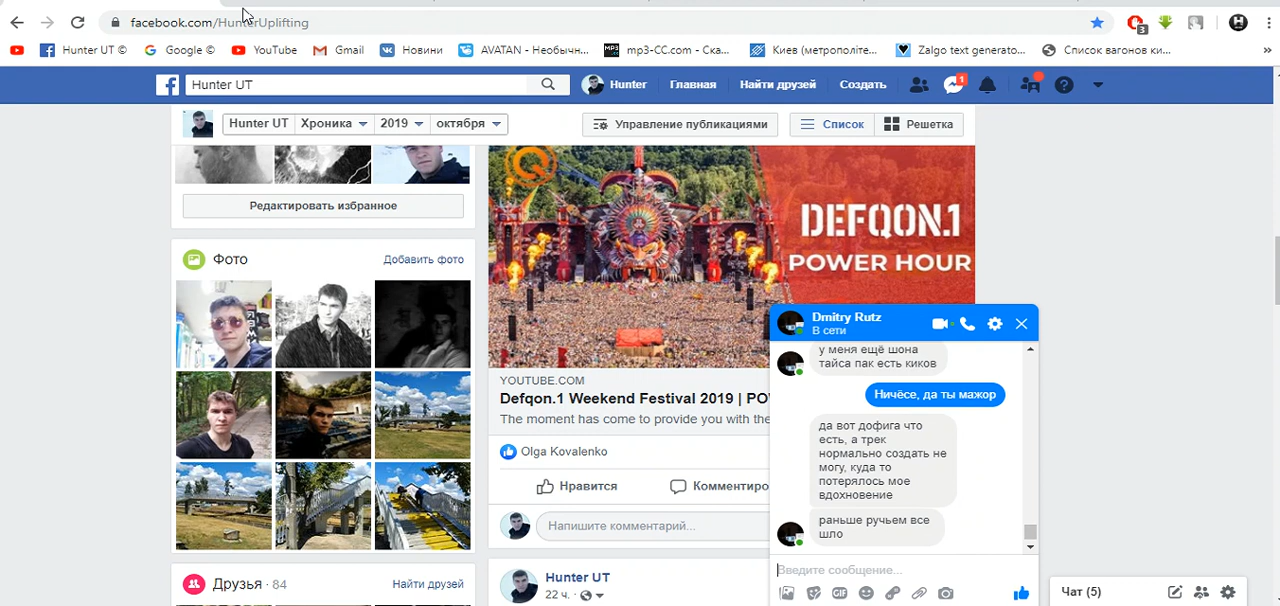 facebook.com/HunterUplifting
3
Hunter UT ©
Google ©
YouTube
Gmail
Новини
AVATAN - Необычн...
MP3
mp3-CC.com - Ска...
Киев (метрополіте...
Zalgo text generato...
Список вагонов ки...
»
Hunter UT
Hunter
Главная
Найти друзей
Создать
1
Hunter UT
Хроника
2019
октября
Управление публикациями
Список
Решетка
Редактировать избранное
DEFQON.1
POWER HOUR
Фото
Добавить фото
Dmitry Rutz
В сети
у меня ещё шона
тайса пак есть киков
YOUTUBE.COM
Defqon.1 Weekend Festival 2019 | PO
The moment has come to provide you with the
Ничёсе, да ты мажор
да вот дофига что
есть, а трек
нормально создать не
могу, куда то
потерялось мое
вдохновение
Olga Kovalenko
Нравится
Комментиро
раньше ручьем все
шло
Напишите комментарий...
Введите сообщение...
GIF
Друзья · 84
Найти друзей
Hunter UT
22 ч. ·
Чат (5)